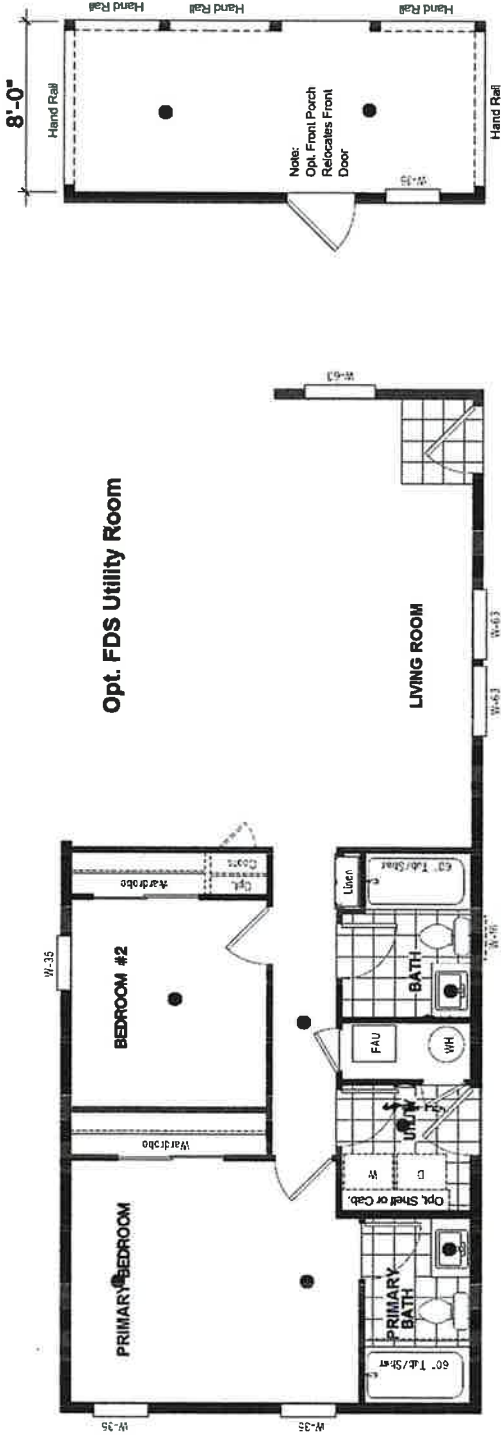 Hand Rail
Hand Rail
Hand Rail
8'-0"
Hand Rail
Note:
Opt. Front Porch
Relocates Front
Door
W-35
Hand Rail
W-63
Opt. FDS Utility Room
LIVING ROOM
W-63
W-63
W-35
BEDROOM #2
Wardrobe
Opt.
Coats
Linen
60" Tub/Shwr
BATH
FAU
WH
Wardrobe
PRIMARY BEDROOM
W
D
Opt. Shelf or Cab.
PRIMARY
BATH
60" Tub/Shwr
W-35
W-35